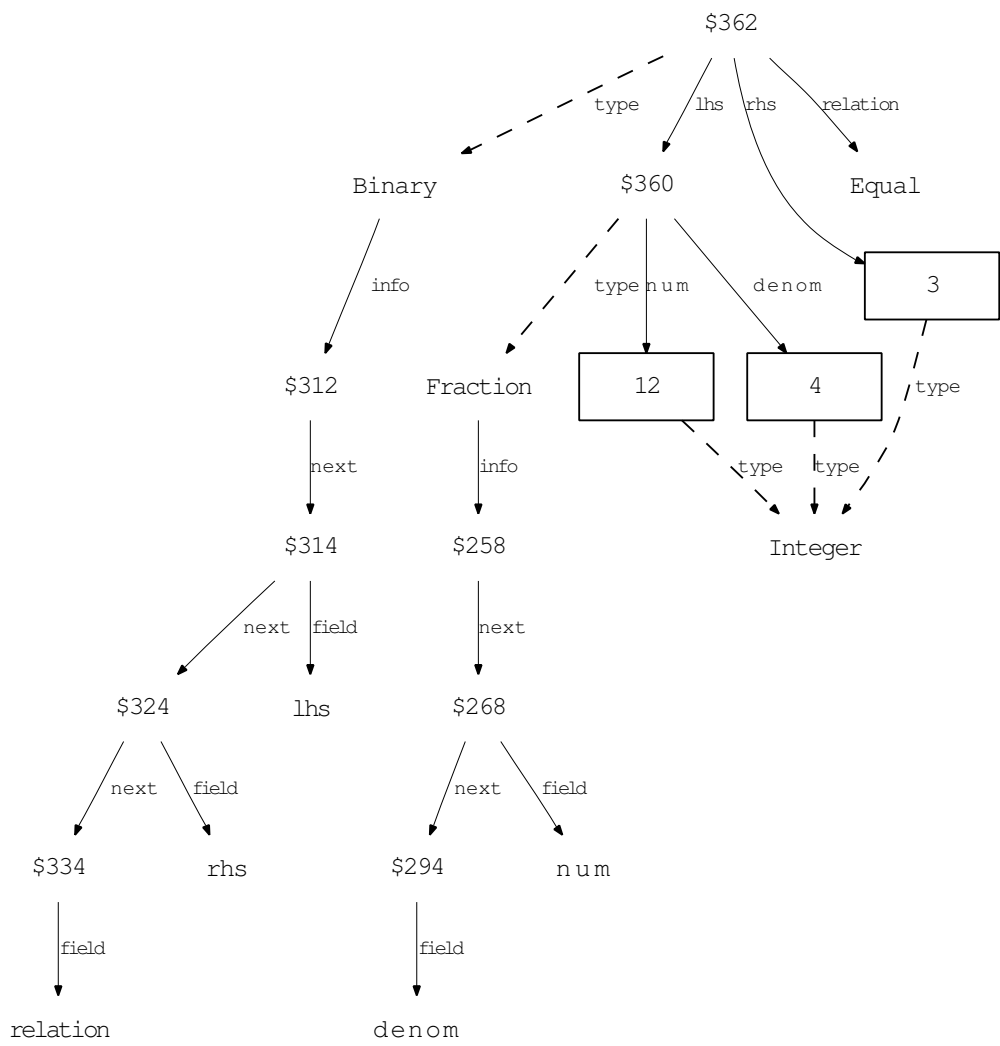 $362
type
lhs
rhs
relation
Binary
$360
Equal
info
type
num
denom
3
$312
Fraction
12
4
type
next
info
type
type
$314
$258
Integer
next
field
next
$324
lhs
$268
next
field
next
field
$334
rhs
$294
num
field
field
relation
denom